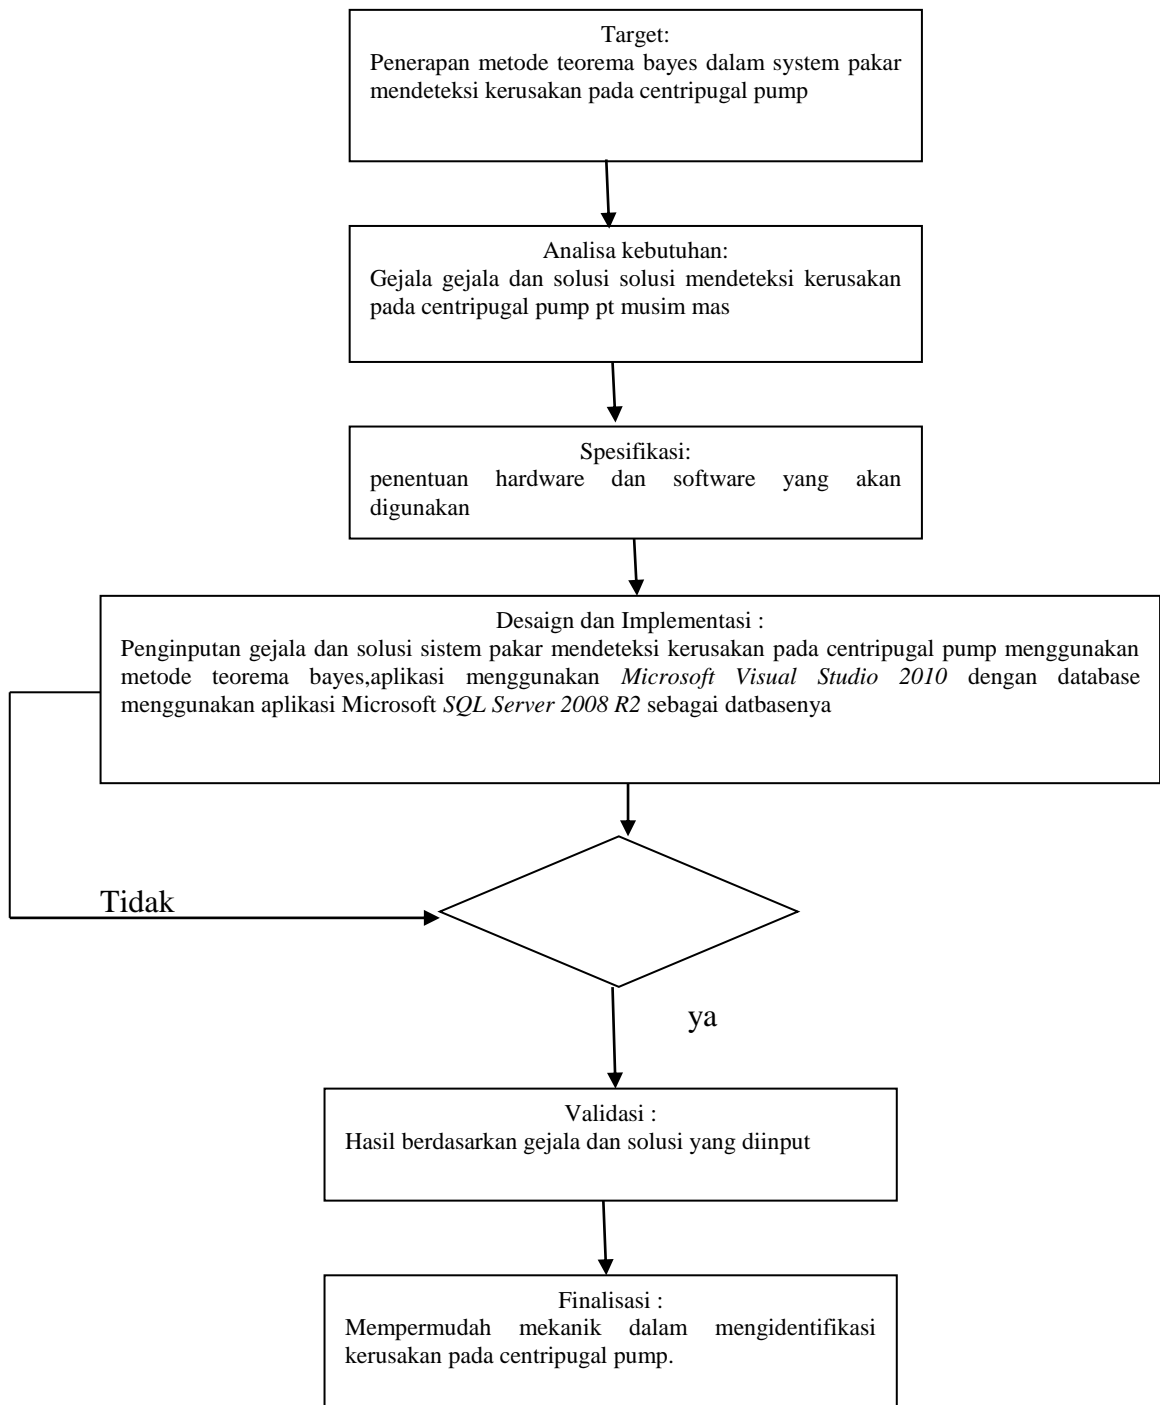 Target:
Penerapan metode teorema bayes dalam system pakar
mendeteksi kerusakan pada centripugal pump
Analisa kebutuhan:
Gejala gejala dan solusi solusi mendeteksi kerusakan
pada centripugal pump pt musim mas
Spesifikasi:
penentuan hardware dan software yang akan
digunakan
Desaign dan Implementasi :
Penginputan gejala dan solusi sistem pakar mendeteksi kerusakan pada centripugal pump menggunakan
metode teorema bayes,aplikasi menggunakan Microsoft Visual Studio 2010 dengan database
menggunakan aplikasi Microsoft SQL Server 2008 R2 sebagai datbasenya
Tidak
ya
Validasi :
Hasil berdasarkan gejala dan solusi yang diinput
Finalisasi :
Mempermudah mekanik dalam mengidentifikasi
kerusakan pada centripugal pump.